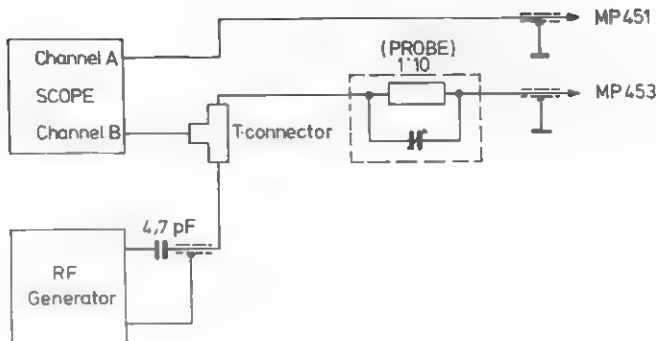 MP451
(PROBE)
1:10
Channel A
SCOPE
MP453
Channel B
T-connector
4,7 pF
RF
Generator